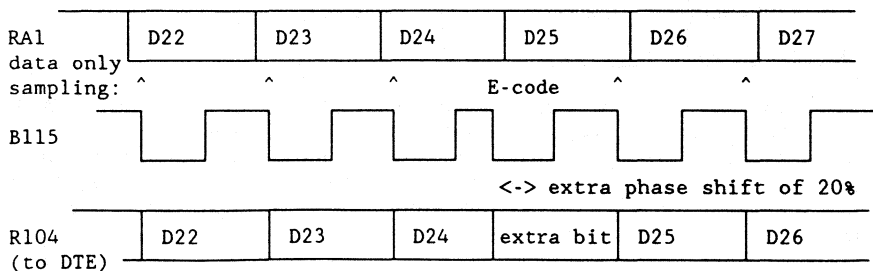 RA1 D22 D23 D24 D25 D26 D27
data only
sampling: ^ ^ ^ E-code ^ ^
B115
<-> extra phase shift of 20%
R104 D22 D23 D24 extra bit D25 D26
(to DTE)